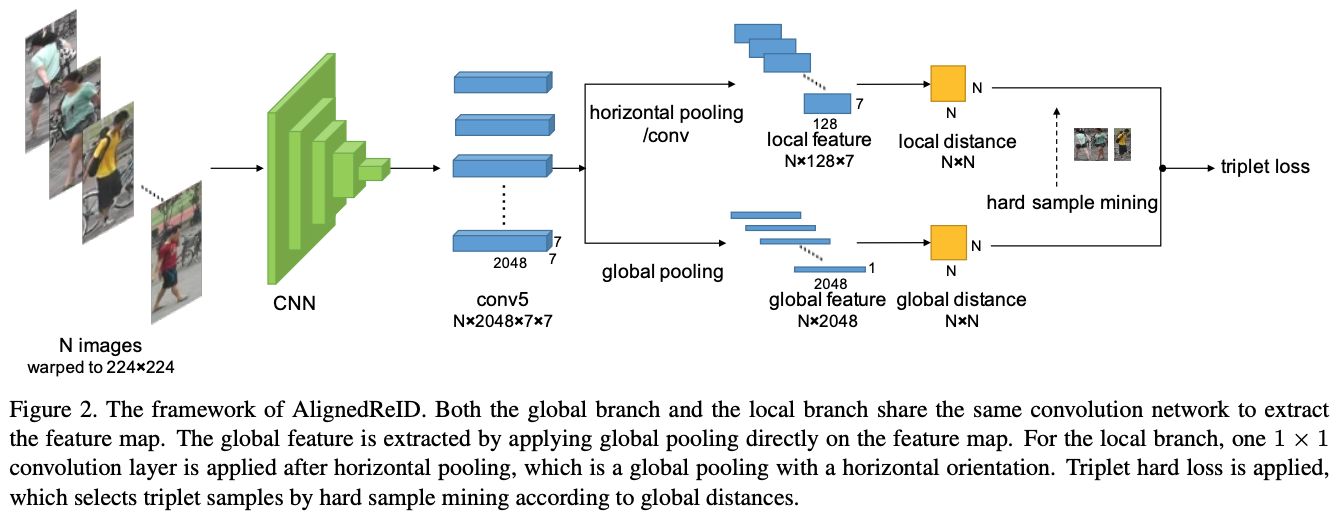 N images
warped to 224×224
CNN
2048
7
7
conv5
N×2048×7×7
horizontal pooling
/conv
global pooling
7
128
local feature
N×128×7
1
2048
global feature
N×2048
N
N
local distance
N×N
N
N
global distance
N×N
hard sample mining
triplet loss
Figure 2. The framework of AlignedReID. Both the global branch and the local branch share the same convolution network to extract
the feature map. The global feature is extracted by applying global pooling directly on the feature map. For the local branch, one 1 × 1
convolution layer is applied after horizontal pooling, which is a global pooling with a horizontal orientation. Triplet hard loss is applied,
which selects triplet samples by hard sample mining according to global distances.